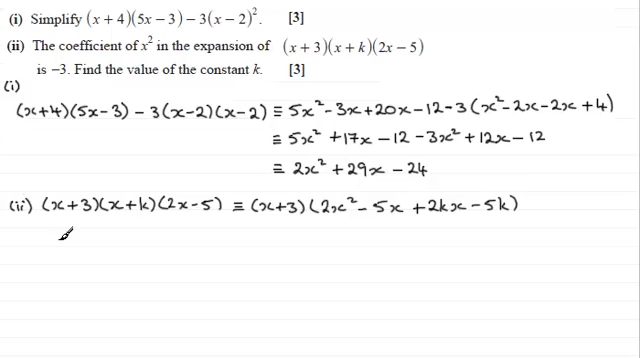 (i) Simplify (x + 4)(5x − 3) − 3(x − 2)². [3]
(ii) The coefficient of x² in the expansion of (x + 3)(x + k)(2x − 5)
is −3. Find the value of the constant k. [3]
(i)
(x+4)(5x−3) − 3(x−2)(x−2) ≡ 5x² − 3x + 20x − 12 − 3(x² − 2x − 2x + 4)
≡ 5x² + 17x − 12 − 3x² + 12x − 12
≡ 2x² + 29x − 24
(ii) (x+3)(x+k)(2x−5) ≡ (x+3)(2x² − 5x + 2kx − 5k)